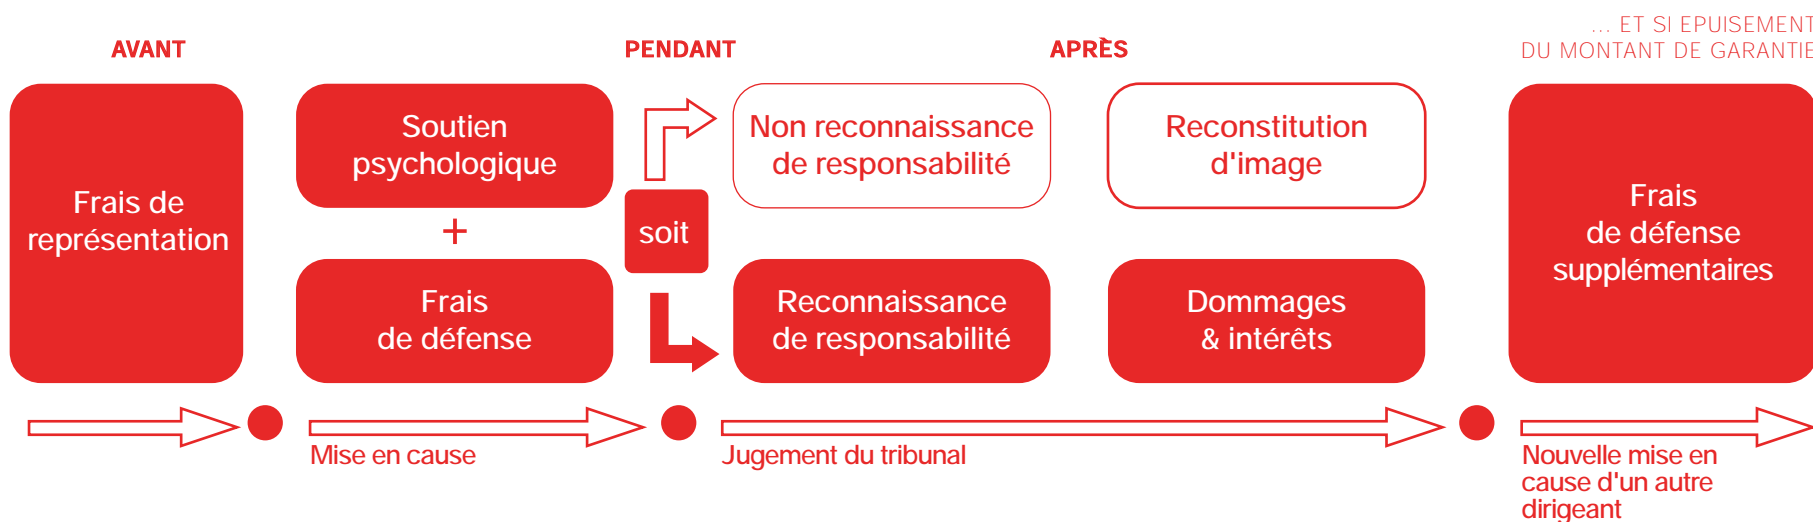 AVANT
PENDANT
APRÈS
... ET SI EPUISEMENT
DU MONTANT DE GARANTIE
Frais de
représentation
Soutien
psychologique
+
Frais
de défense
soit
Non reconnaissance
de responsabilité
Reconnaissance
de responsabilité
Reconstitution
d'image
Dommages
& intérêts
Frais
de défense
supplémentaires
Mise en cause
Jugement du tribunal
Nouvelle mise en
cause d'un autre
dirigeant